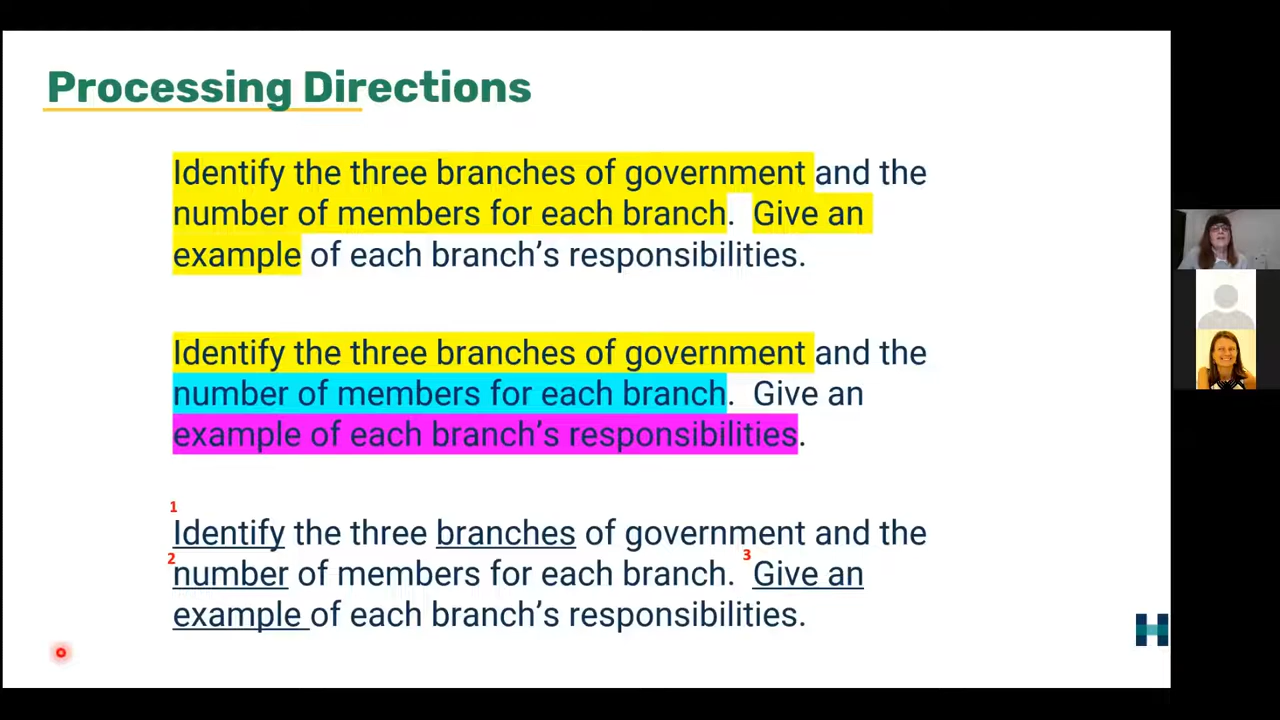 Processing Directions
Identify the three branches of government and the
number of members for each branch. Give an
example of each branch’s responsibilities.
Identify the three branches of government and the
number of members for each branch. Give an
example of each branch’s responsibilities.
1
Identify the three branches of government and the
2 3
number of members for each branch. Give an
example of each branch’s responsibilities.
H